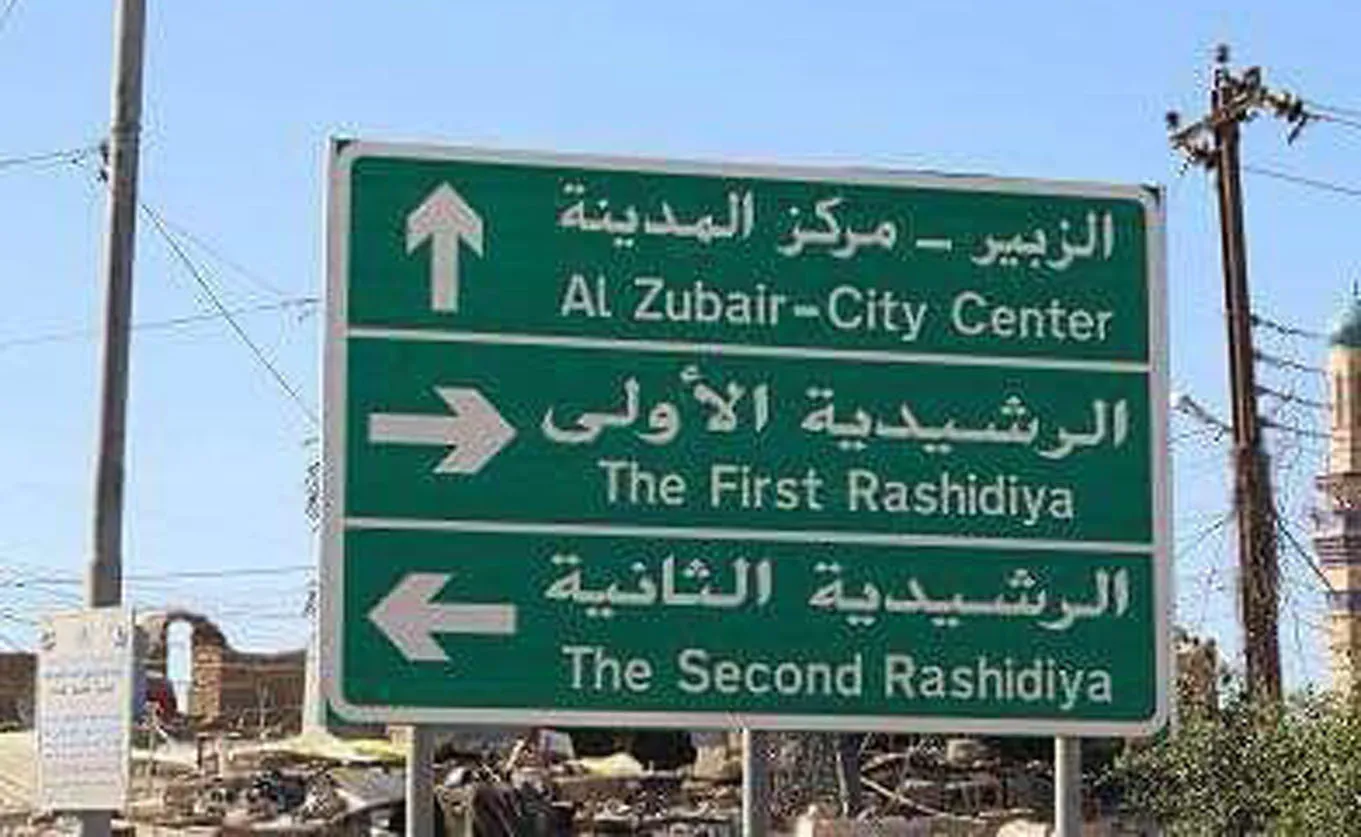 الزبير - مركز المدينة
Al Zubair-City Center
الرشيدية الأولى
The First Rashidiya
الرشيدية الثانية
The Second Rashidiya